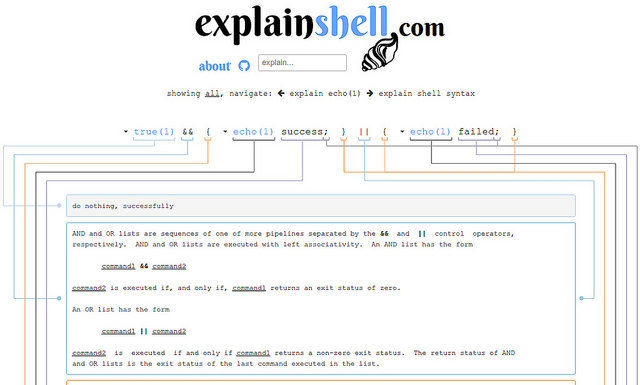 explainshell.com
about explain...
showing all, navigate: ← explain echo(1) → explain shell syntax
true(1) && { echo(1) success; } || { echo(1) failed; }
do nothing, successfully
AND and OR lists are sequences of one of more pipelines separated by the && and || control operators,
respectively. AND and OR lists are executed with left associativity. An AND list has the form
command1 && command2
command2 is executed if, and only if, command1 returns an exit status of zero.
An OR list has the form
command1 || command2
command2 is executed if and only if command1 returns a non-zero exit status. The return status of AND
and OR lists is the exit status of the last command executed in the list.